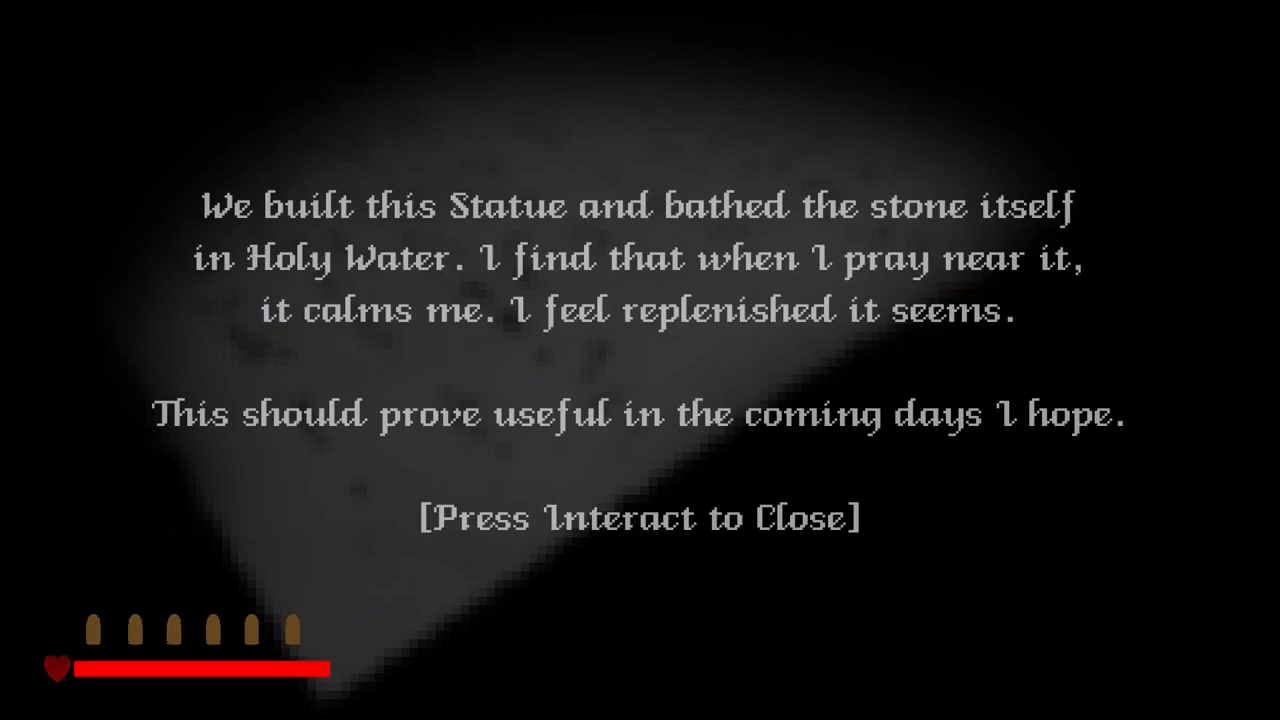 We built this Statue and bathed the stone itself
in Holy Water. I find that when I pray near it,
it calms me. I feel replenished it seems.
This should prove useful in the coming days I hope.
[Press Interact to Close]